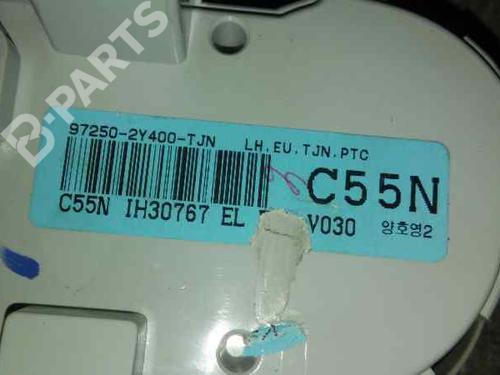 B-PARTS
97250-2Y400-TJN LH.EU.TJN.PTC
C55N
C55N IH30767 EL V030 양호영2